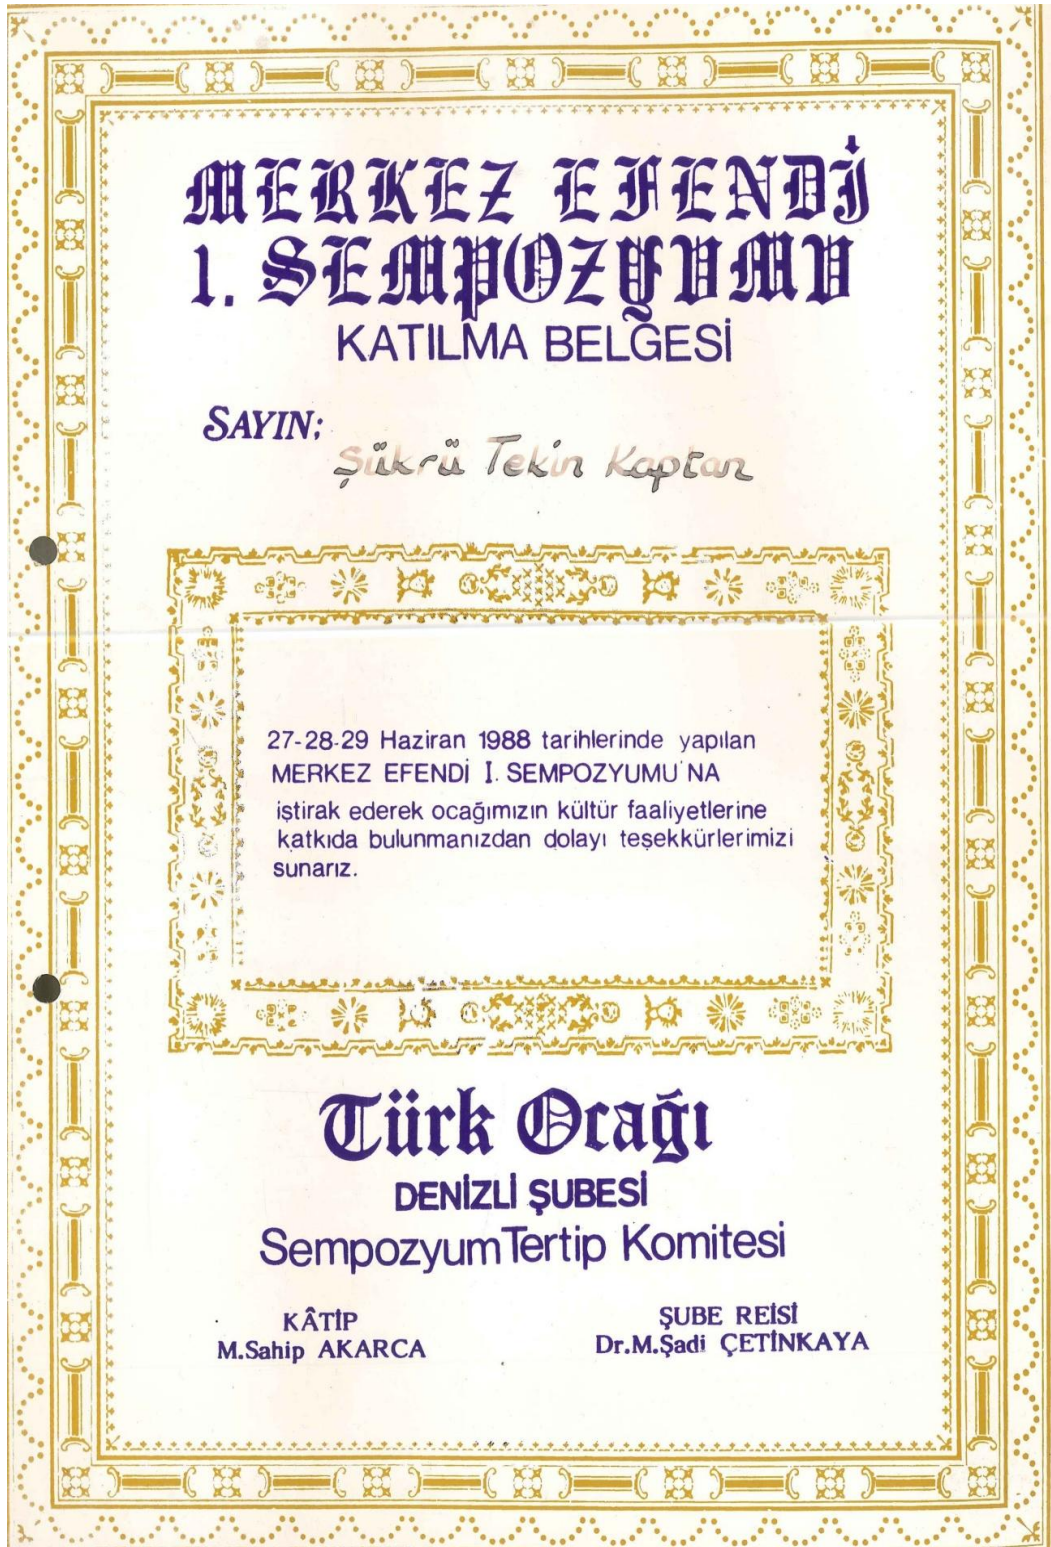 MERKEZ EFENDİ
1. SEMPOZYUMU
KATILMA BELGESİ
SAYIN:
Şükrü Tekin Kaptan
27-28-29 Haziran 1988 tarihlerinde yapılan
MERKEZ EFENDİ I. SEMPOZYUMU'NA
iştirak ederek ocağımızın kültür faaliyetlerine
katkıda bulunmanızdan dolayı teşekkürlerimizi
sunarız.
Türk Ocağı
DENİZLİ ŞUBESİ
Sempozyum Tertip Komitesi
KÂTİP
M.Sahip AKARCA
ŞUBE REİSİ
Dr.M.Şadi ÇETİNKAYA